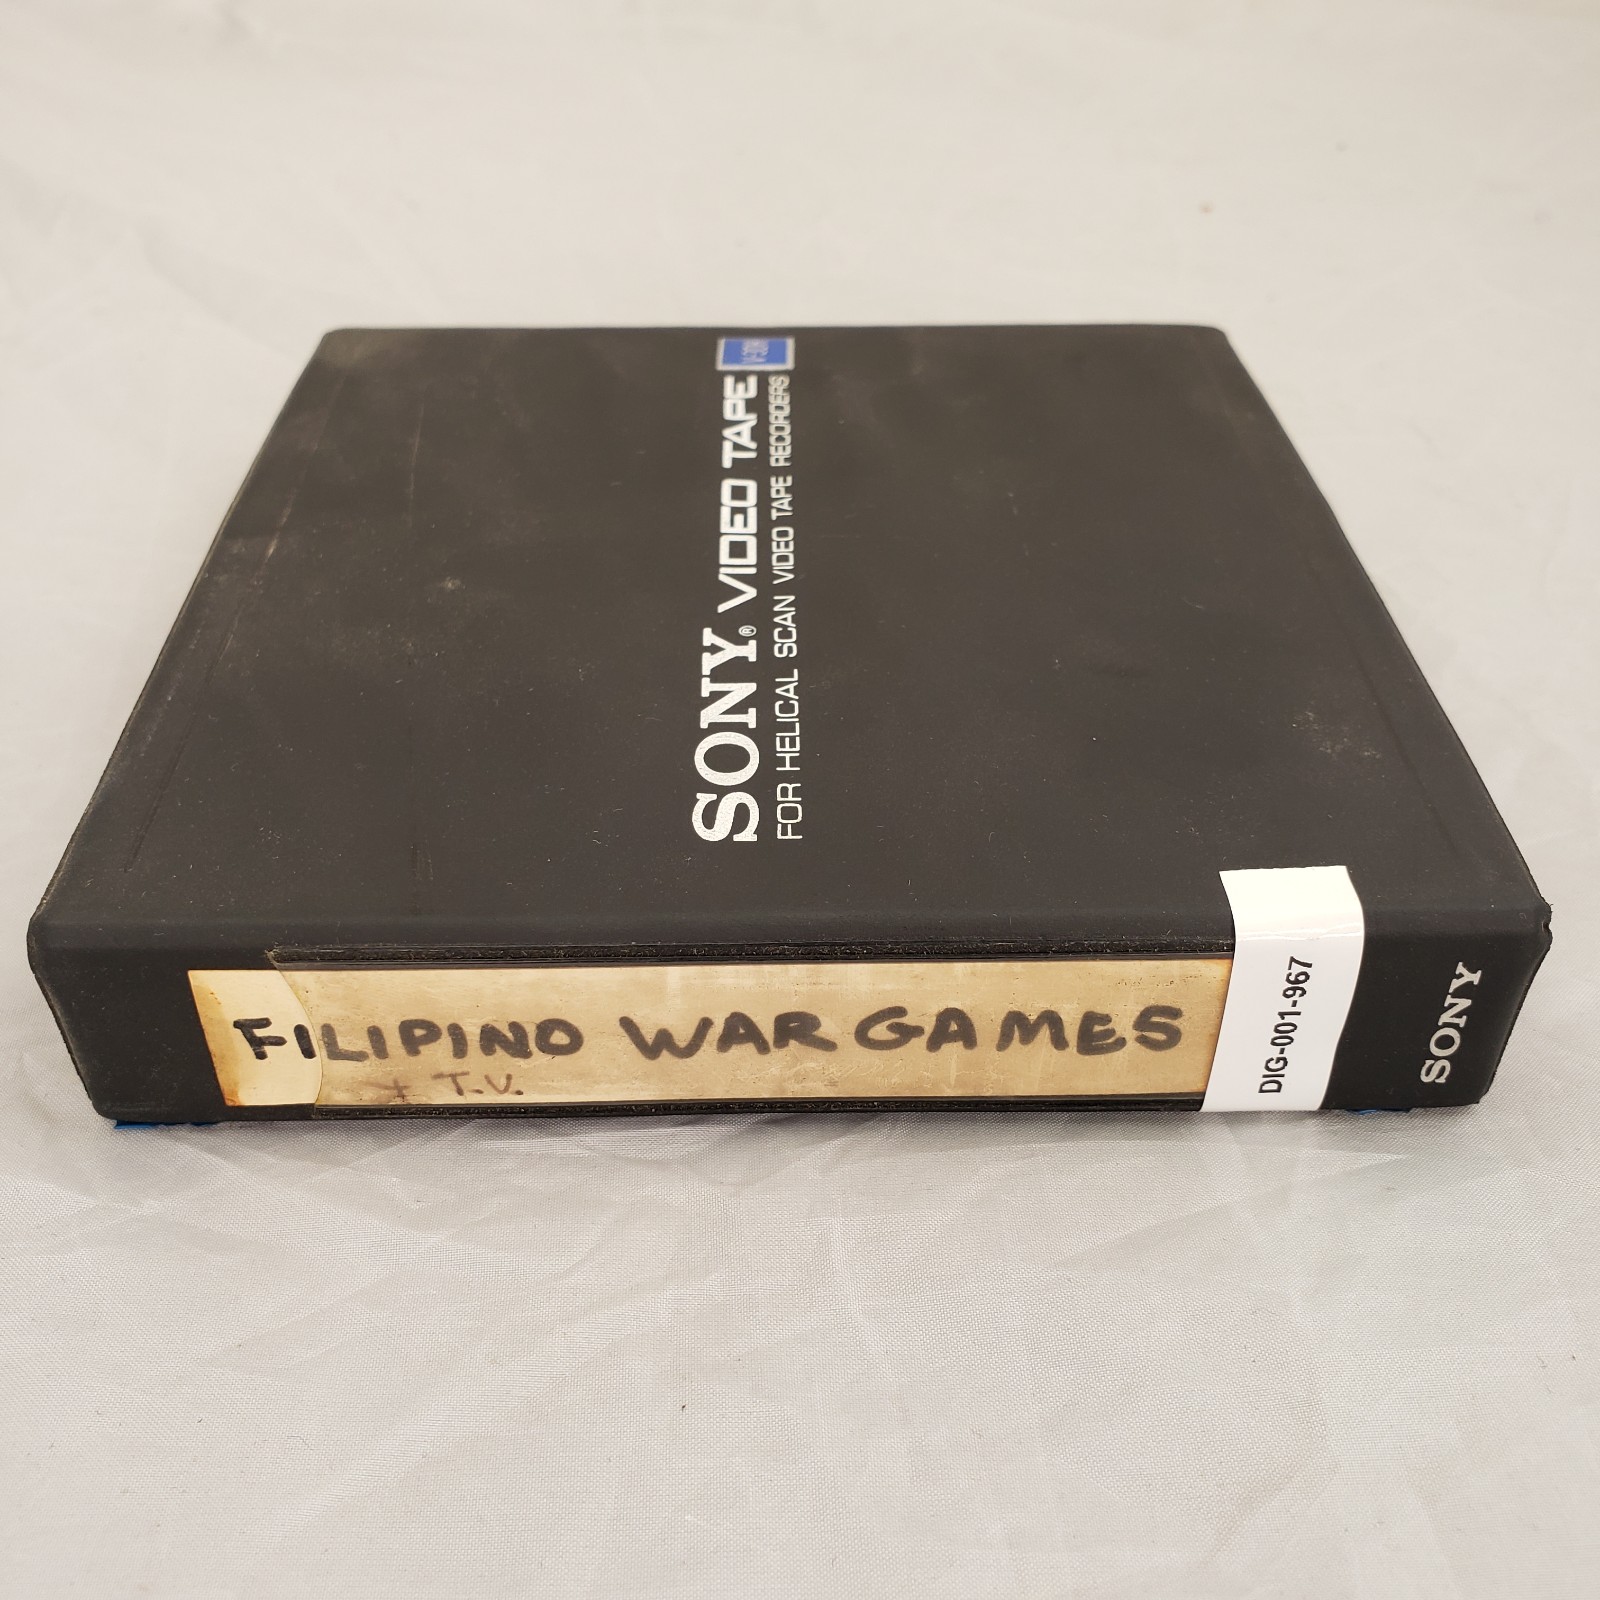 SONY® VIDEO TAPE
FOR HELICAL SCAN VIDEO TAPE RECORDERS
FILIPINO WAR GAMES
+ T.V.
DIG-001-967
SONY